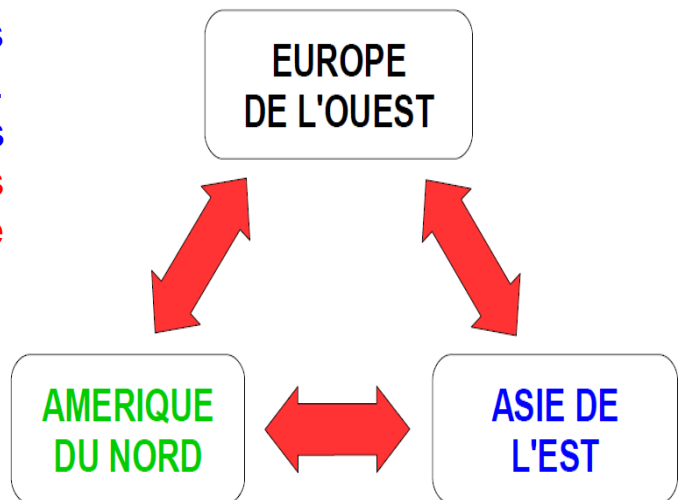 s
s
s
e
EUROPE
DE L'OUEST
AMERIQUE
DU NORD
ASIE DE
L'EST